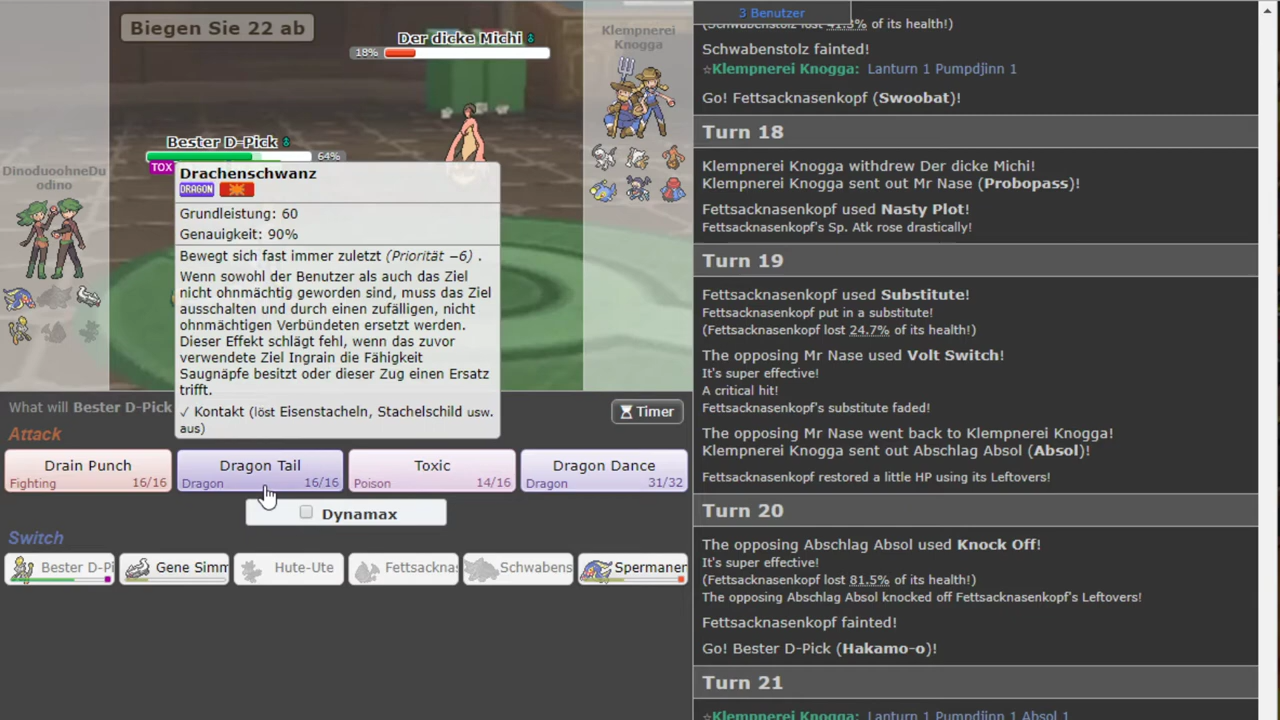 Biegen Sie 22 ab
Der dicke Michi
18%
Klempnerei
Knogga
Bester D-Pick
64%
TOX
DinoduoohneDu
odino
Drachenschwanz
DRAGON
Grundleistung: 60
Genauigkeit: 90%
Bewegt sich fast immer zuletzt (Priorität −6) .
Wenn sowohl der Benutzer als auch das Ziel
nicht ohnmächtig geworden sind, muss das Ziel
ausschalten und durch einen zufälligen, nicht
ohnmächtigen Verbündeten ersetzt werden.
Dieser Effekt schlägt fehl, wenn das zuvor
verwendete Ziel Ingrain die Fähigkeit
Saugnäpfe besitzt oder dieser Zug einen Ersatz
trifft.
✓ Kontakt (löst Eisenstacheln, Stachelschild usw.
aus)
What will Bester D-Pick
Timer
Attack
Drain Punch
Fighting 16/16
Dragon Tail
Dragon 16/16
Toxic
Poison 14/16
Dragon Dance
Dragon 31/32
Dynamax
Switch
Bester D-Pi
Gene Simm
Hute-Ute
Fettsackna
Schwabens
Spermaner
3 Benutzer
(Schwabenstolz lost 41.3% of its health!)
Schwabenstolz fainted!
☆Klempnerei Knogga: Lanturn 1 Pumpdjinn 1
Go! Fettsacknasenkopf (Swoobat)!
Turn 18
Klempnerei Knogga withdrew Der dicke Michi!
Klempnerei Knogga sent out Mr Nase (Probopass)!
Fettsacknasenkopf used Nasty Plot!
Fettsacknasenkopf's Sp. Atk rose drastically!
Turn 19
Fettsacknasenkopf used Substitute!
Fettsacknasenkopf put in a substitute!
(Fettsacknasenkopf lost 24.7% of its health!)
The opposing Mr Nase used Volt Switch!
It's super effective!
A critical hit!
Fettsacknasenkopf's substitute faded!
The opposing Mr Nase went back to Klempnerei Knogga!
Klempnerei Knogga sent out Abschlag Absol (Absol)!
Fettsacknasenkopf restored a little HP using its Leftovers!
Turn 20
The opposing Abschlag Absol used Knock Off!
It's super effective!
(Fettsacknasenkopf lost 81.5% of its health!)
The opposing Abschlag Absol knocked off Fettsacknasenkopf's Leftovers!
Fettsacknasenkopf fainted!
Go! Bester D-Pick (Hakamo-o)!
Turn 21
☆Klempnerei Knogga: Lanturn 1 Pumpdjinn 1 Absol 1